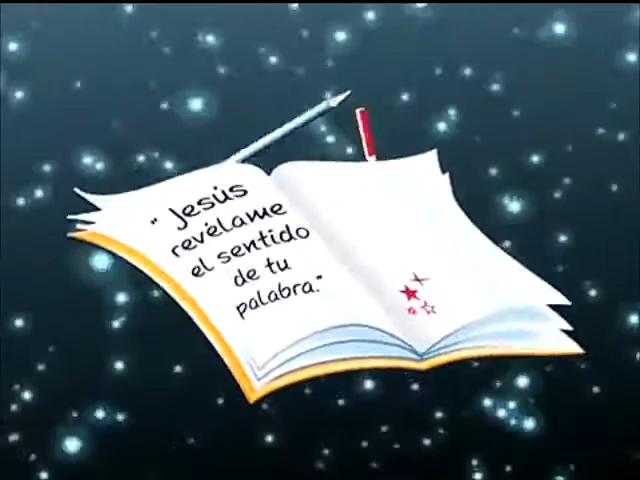 "Jesús
revélame
el sentido
de tu
palabra."